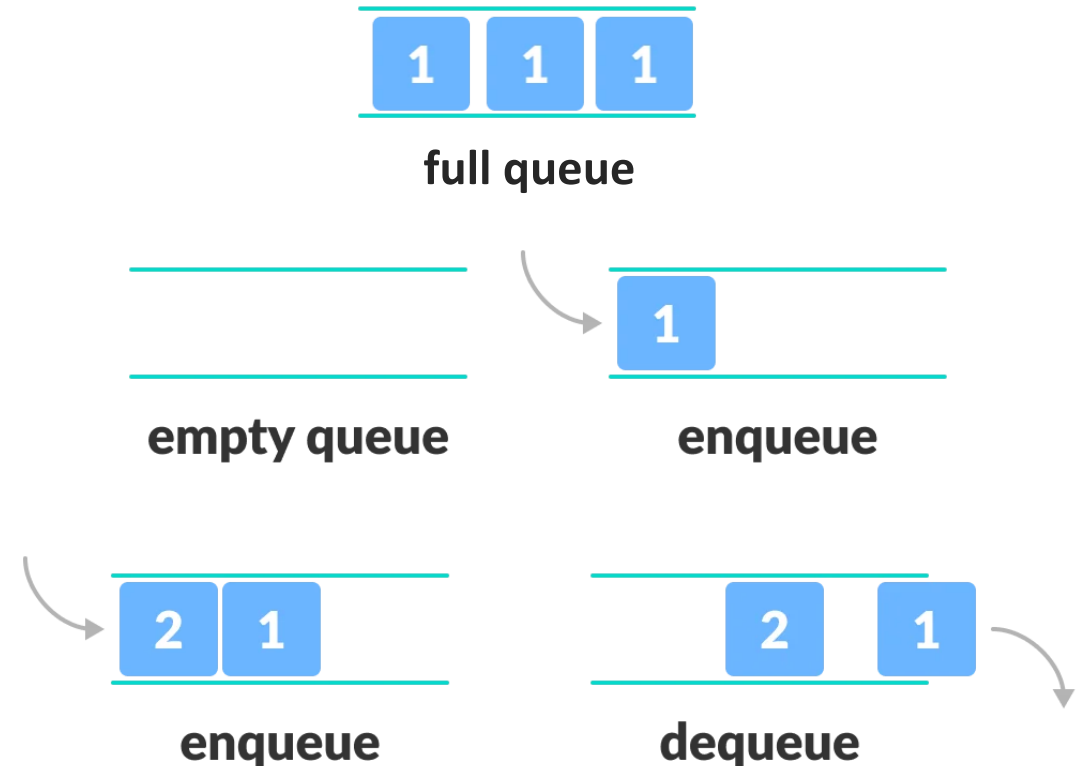 1 1 1
full queue
1
empty queue
enqueue
2 1
2 1
enqueue
dequeue